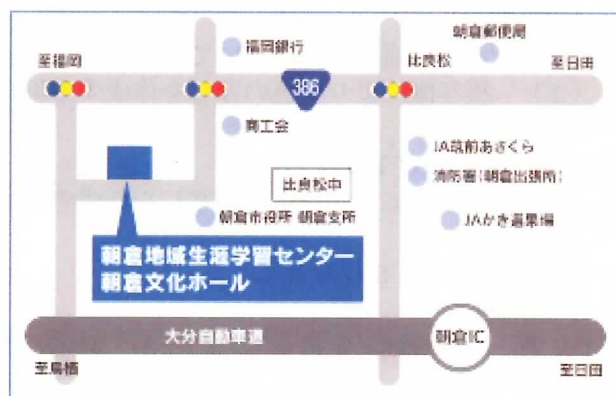 朝倉郵便局
福岡銀行
至福岡
比良松
至日田
386
商工会
JA筑前あさくら
消防署(朝倉出張所)
比良松中
朝倉市役所 朝倉支所
JAかき選果場
朝倉地域生涯学習センター
朝倉文化ホール
大分自動車道
朝倉IC
至鳥栖
至日田